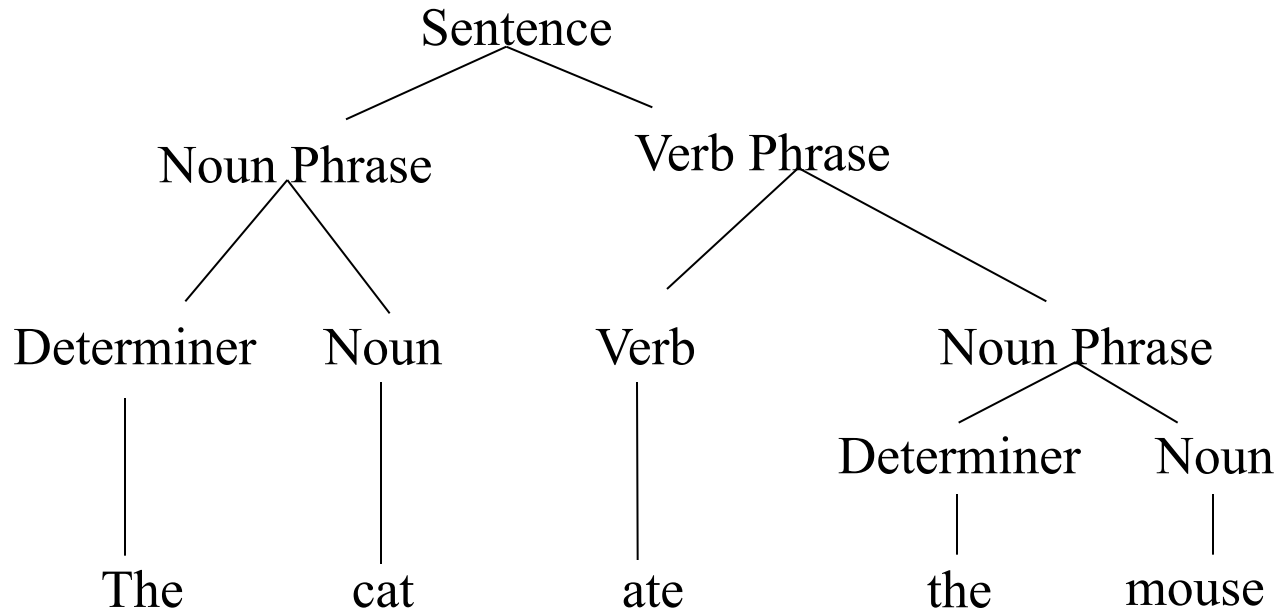 Sentence
Noun Phrase Verb Phrase
Determiner Noun Verb Noun Phrase
Determiner Noun
The cat ate the mouse